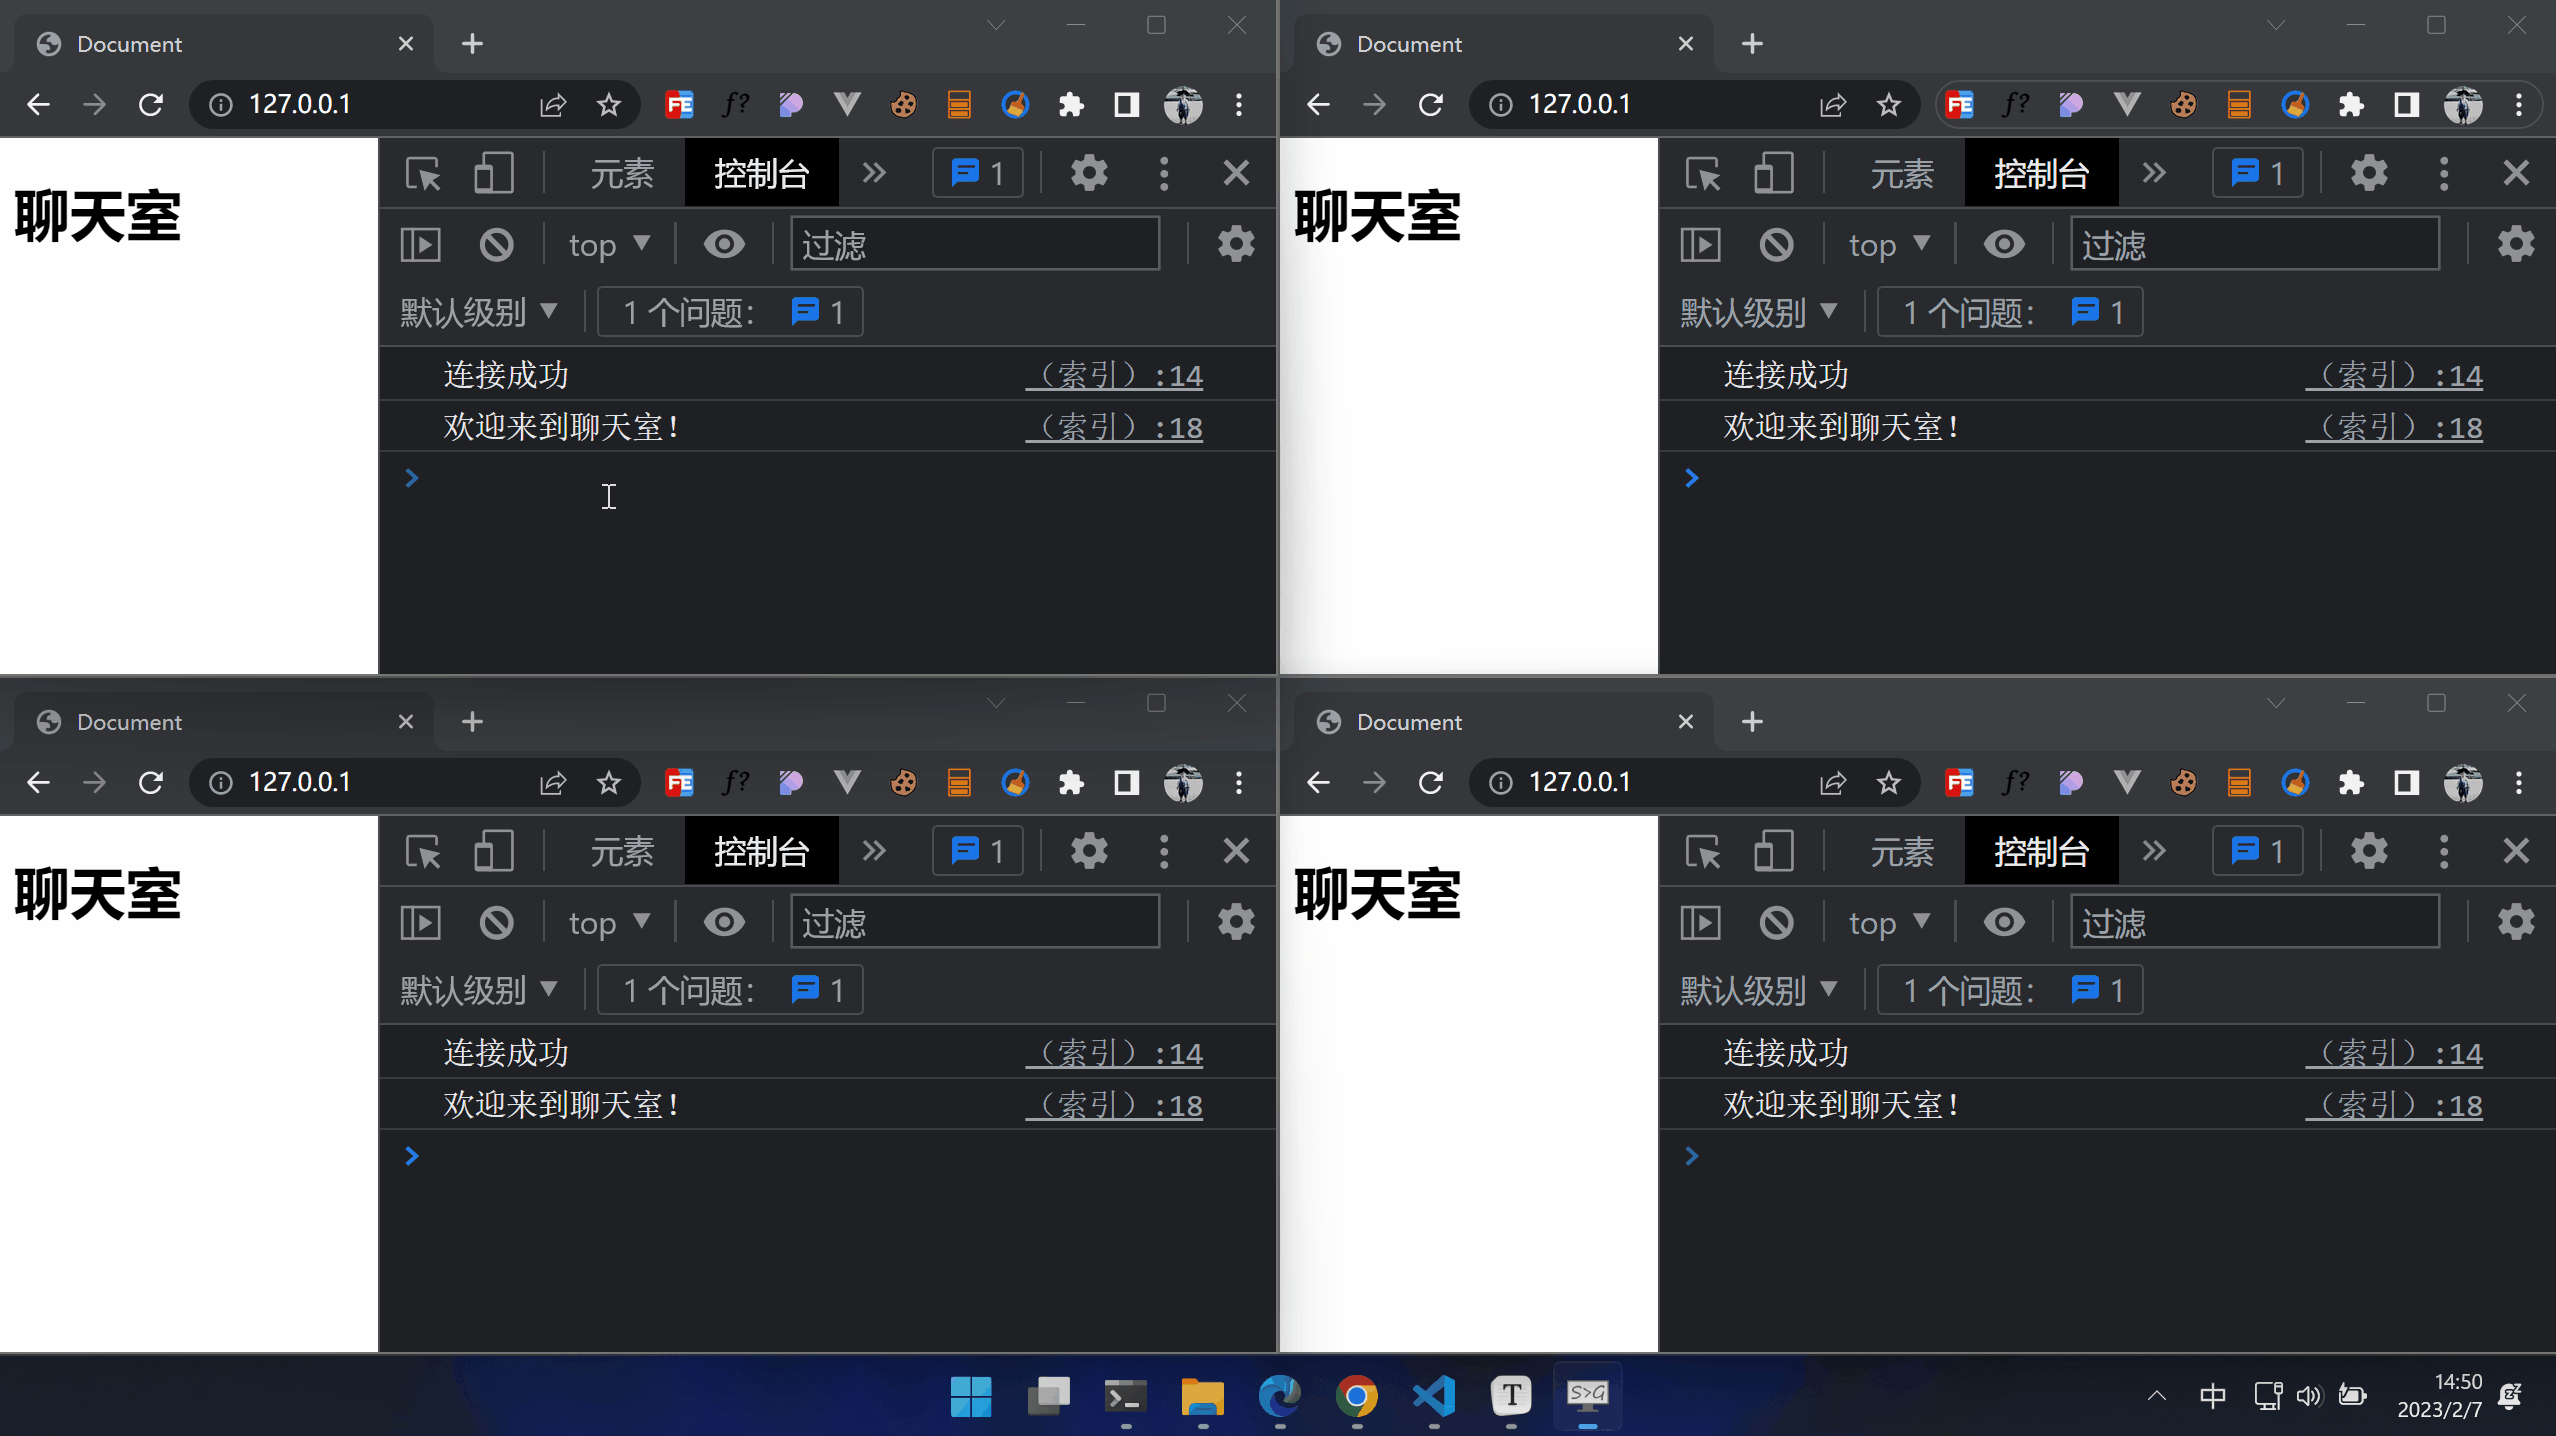 Document
127.0.0.1
FE f?
聊天室
元素 控制台 1
top 过滤
默认级别 1 个问题： 1
连接成功 （索引）:14
欢迎来到聊天室！ （索引）:18
Document
127.0.0.1
FE f?
聊天室
元素 控制台 1
top 过滤
默认级别 1 个问题： 1
连接成功 （索引）:14
欢迎来到聊天室！ （索引）:18
Document
127.0.0.1
FE f?
聊天室
元素 控制台 1
top 过滤
默认级别 1 个问题： 1
连接成功 （索引）:14
欢迎来到聊天室！ （索引）:18
Document
127.0.0.1
FE f?
聊天室
元素 控制台 1
top 过滤
默认级别 1 个问题： 1
连接成功 （索引）:14
欢迎来到聊天室！ （索引）:18
T S>G 中 14:50
2023/2/7